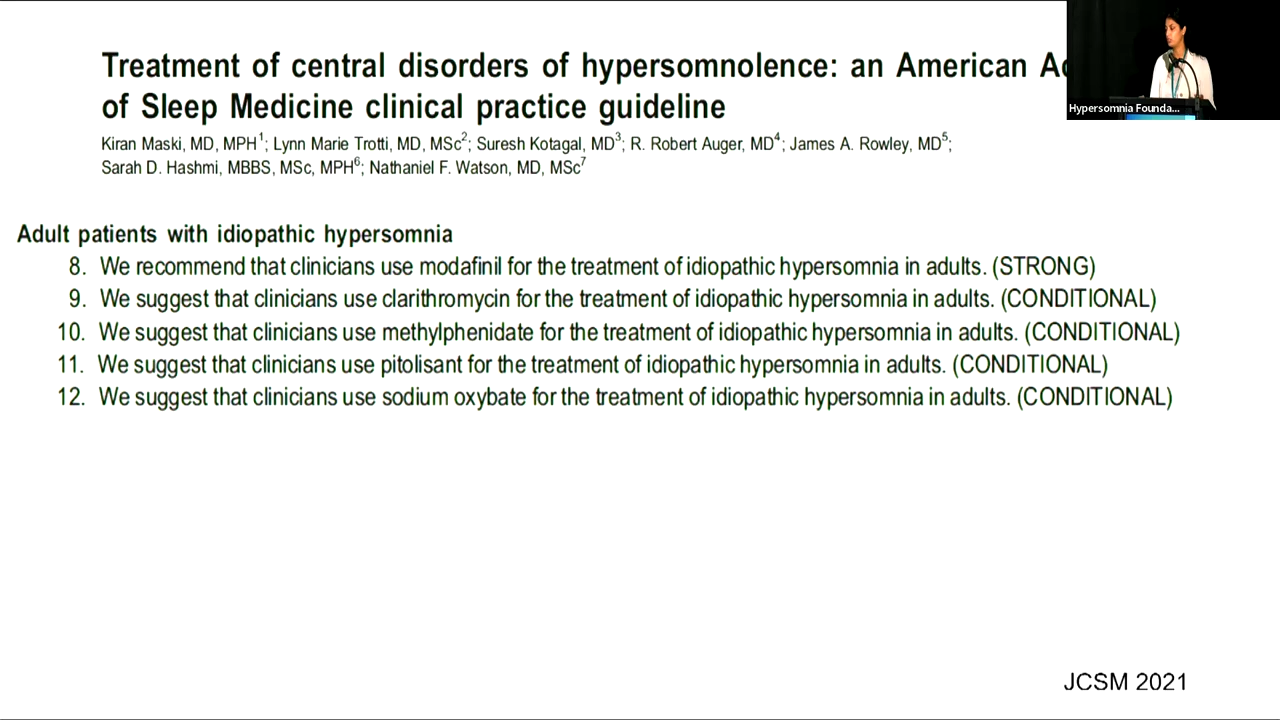 Treatment of central disorders of hypersomnolence: an American
of Sleep Medicine clinical practice guideline
Kiran Maski, MD, MPH1; Lynn Marie Trotti, MD, MSc2; Suresh Kotagal, MD3; R. Robert Auger, MD4; James A. Rowley, MD5;
Sarah D. Hashmi, MBBS, MSc, MPH6; Nathaniel F. Watson, MD, MSc7
Hypersomnia Founda...
Adult patients with idiopathic hypersomnia
8. We recommend that clinicians use modafinil for the treatment of idiopathic hypersomnia in adults. (STRONG)
9. We suggest that clinicians use clarithromycin for the treatment of idiopathic hypersomnia in adults. (CONDITIONAL)
10. We suggest that clinicians use methylphenidate for the treatment of idiopathic hypersomnia in adults. (CONDITIONAL)
11. We suggest that clinicians use pitolisant for the treatment of idiopathic hypersomnia in adults. (CONDITIONAL)
12. We suggest that clinicians use sodium oxybate for the treatment of idiopathic hypersomnia in adults. (CONDITIONAL)
JCSM 2021